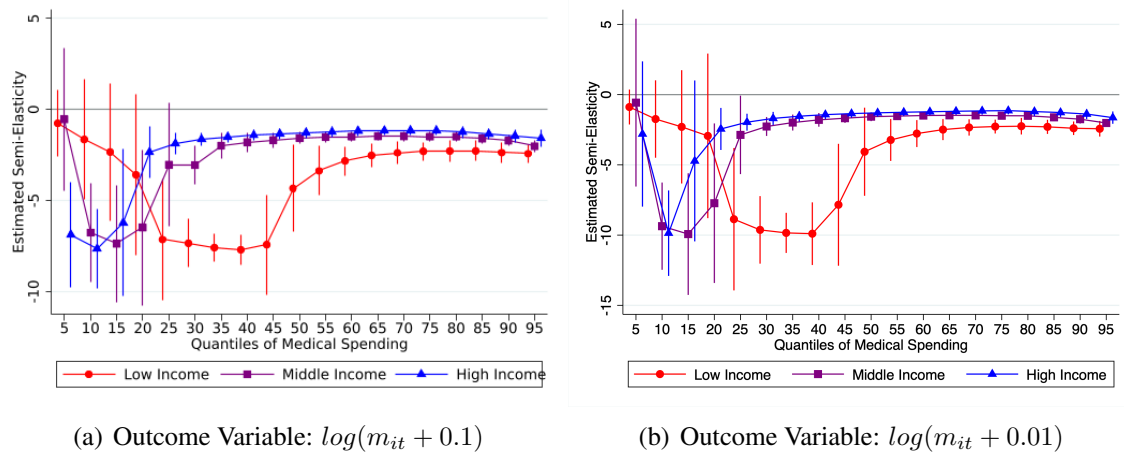 5
0
-5
-10
Estimated Semi-Elasticity
5 10 15 20 25 30 35 40 45 50 55 60 65 70 75 80 85 90 95
Quantiles of Medical Spending
Low Income Middle Income High Income
(a) Outcome Variable: log(m_{it} + 0.1)
5
0
-5
-10
-15
Estimated Semi-Elasticity
5 10 15 20 25 30 35 40 45 50 55 60 65 70 75 80 85 90 95
Quantiles of Medical Spending
Low Income Middle Income High Income
(b) Outcome Variable: log(m_{it} + 0.01)